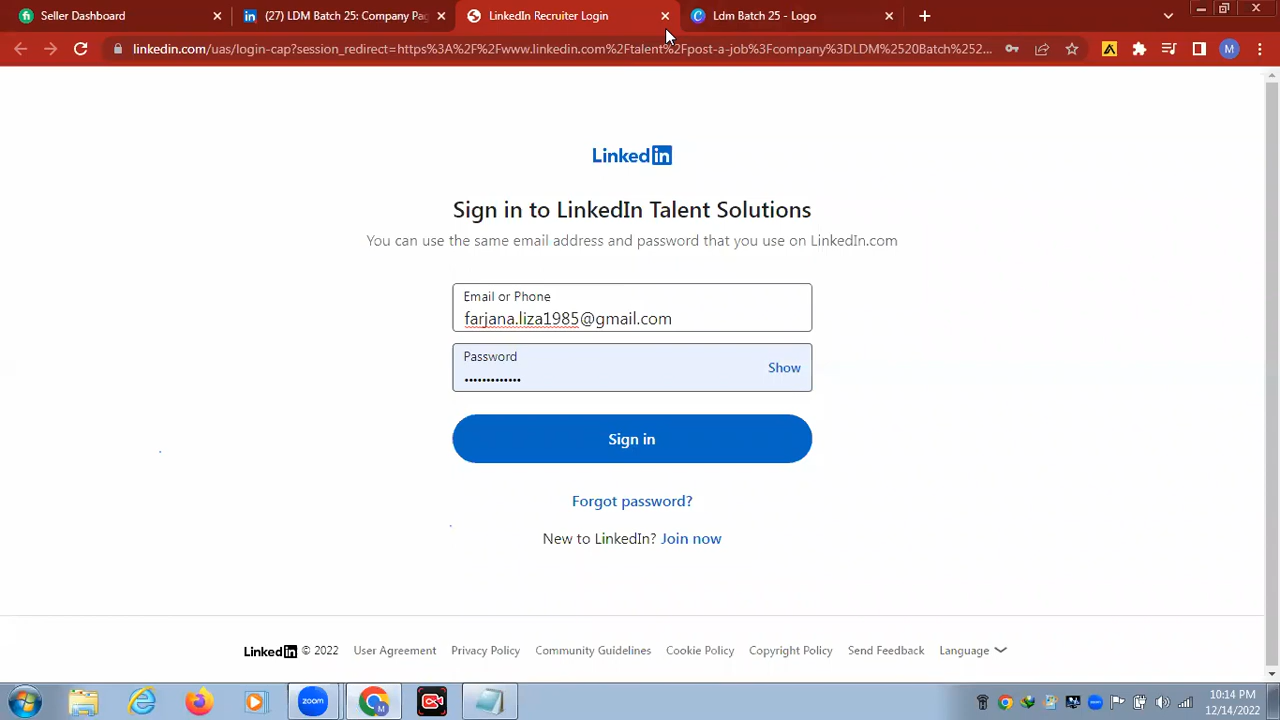 Seller Dashboard
(27) LDM Batch 25: Company Pag
LinkedIn Recruiter Login
Ldm Batch 25 - Logo
linkedin.com/uas/login-cap?session_redirect=https%3A%2F%2Fwww.linkedin.com%2Ftalent%2Fpost-a-job%3Fcompany%3DLDM%2520Batch%252...
M
LinkedIn
Sign in to LinkedIn Talent Solutions
You can use the same email address and password that you use on LinkedIn.com
Email or Phone
farjana.liza1985@gmail.com
Password
Show
Sign in
Forgot password?
New to LinkedIn? Join now
LinkedIn © 2022 User Agreement Privacy Policy Community Guidelines Cookie Policy Copyright Policy Send Feedback Language
zoom
M
10:14 PM
12/14/2022